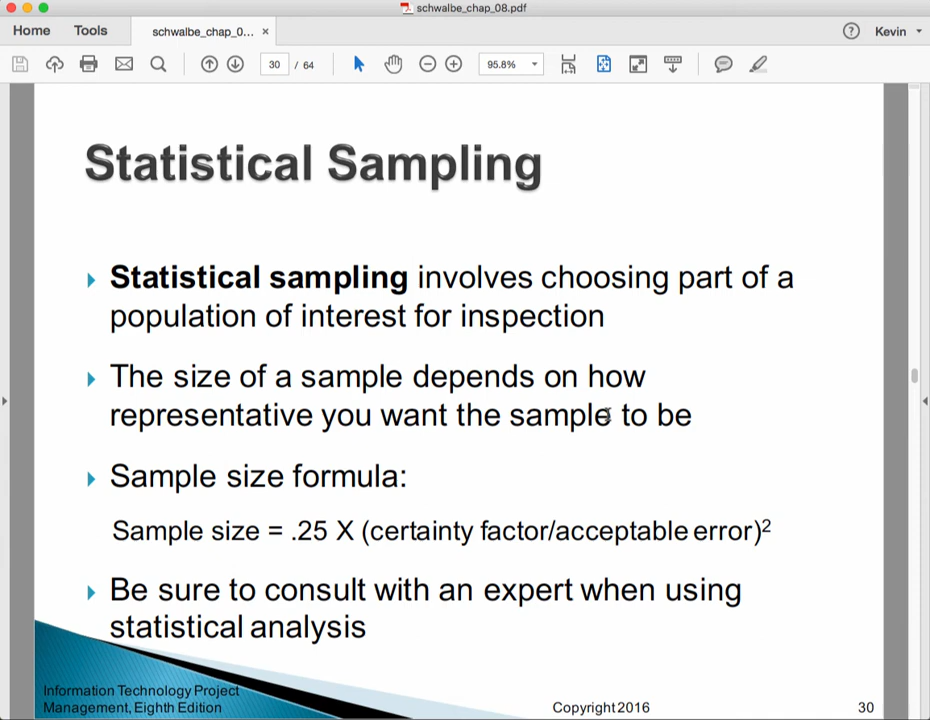 schwalbe_chap_08.pdf
Home Tools schwalbe_chap_0... × ? Kevin
30 / 64 95.8%
Statistical Sampling
Statistical sampling involves choosing part of a
population of interest for inspection
The size of a sample depends on how
representative you want the sample to be
Sample size formula:
Sample size = .25 X (certainty factor/acceptable error)²
Be sure to consult with an expert when using
statistical analysis
Information Technology Project
Management, Eighth Edition Copyright 2016 30